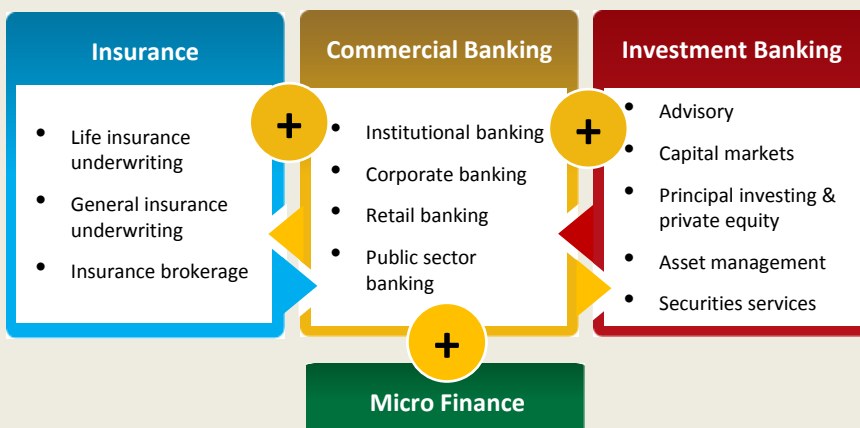 Insurance
• Life insurance
underwriting
• General insurance
underwriting
• Insurance brokerage
+
Commercial Banking
• Institutional banking
• Corporate banking
• Retail banking
• Public sector
banking
+
Investment Banking
• Advisory
• Capital markets
• Principal investing &
private equity
• Asset management
• Securities services
+
Micro Finance